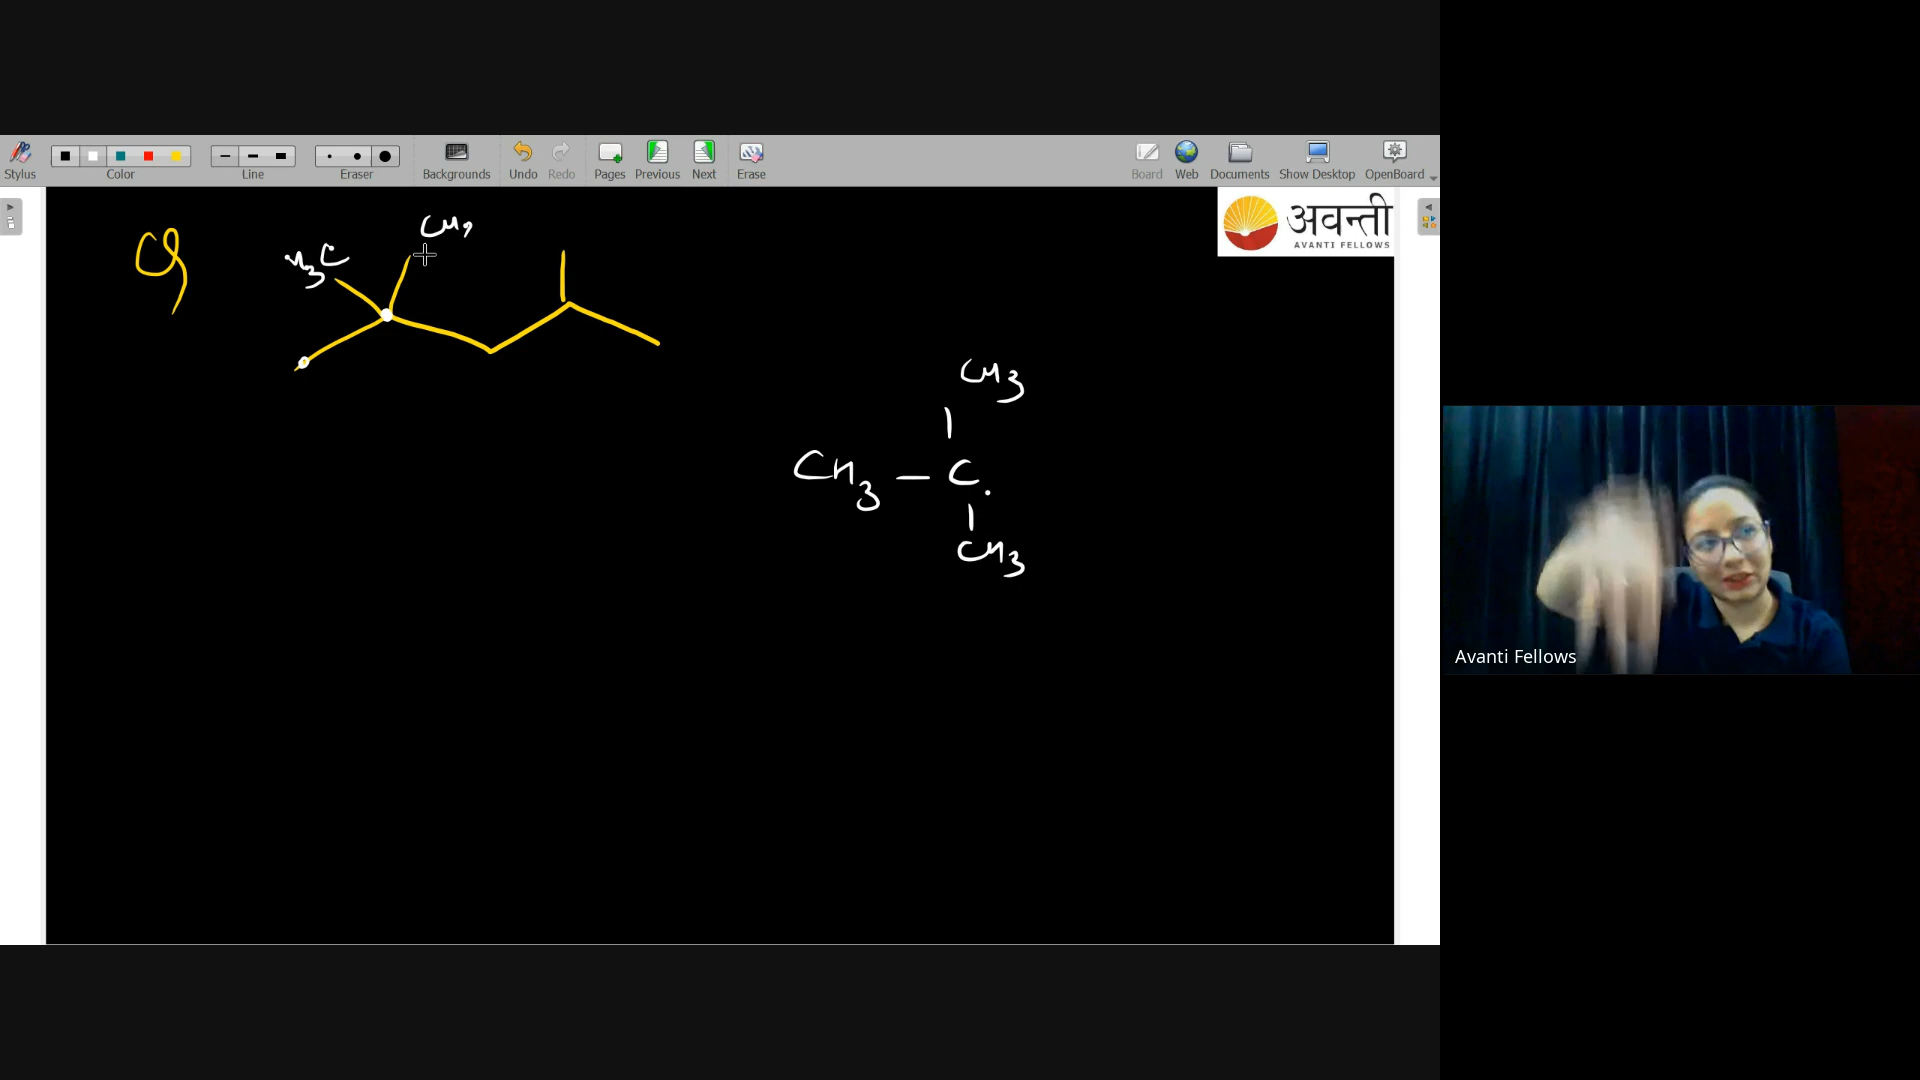 Stylus Color Line Eraser Backgrounds Undo Redo Pages Previous Next Erase Board Web Documents Show Desktop OpenBoard
अवन्ती
AVANTI FELLOWS
Q
H3C
CH3
CH3 – C
CH3
Avanti Fellows